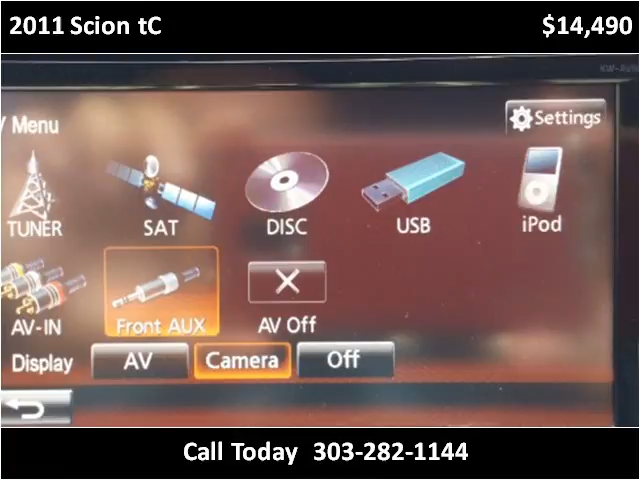 2011 Scion tC $14,490
V Menu
Settings
TUNER SAT DISC USB iPod
AV-IN Front AUX AV Off
Display AV Camera Off
Call Today 303-282-1144